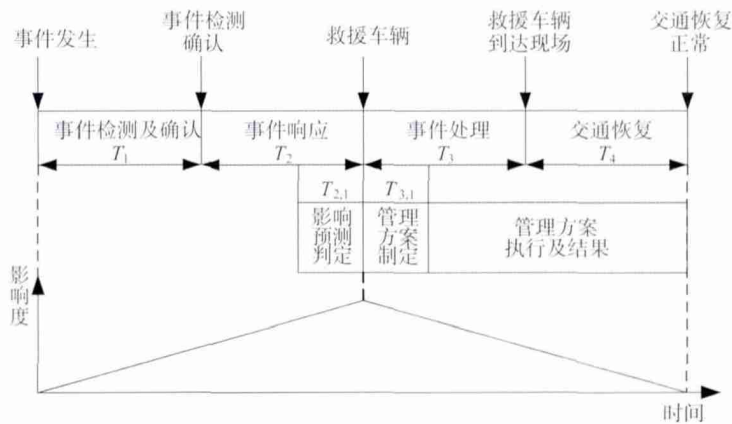 事件发生
事件检测
确认
救援车辆
救援车辆
到达现场
交通恢复
正常
事件检测及确认
T1
事件响应
T2
事件处理
T3
交通恢复
T4
T2,1
T3,1
影响
预测
判定
管理
方案
制定
管理方案
执行及结果
影响度
时间